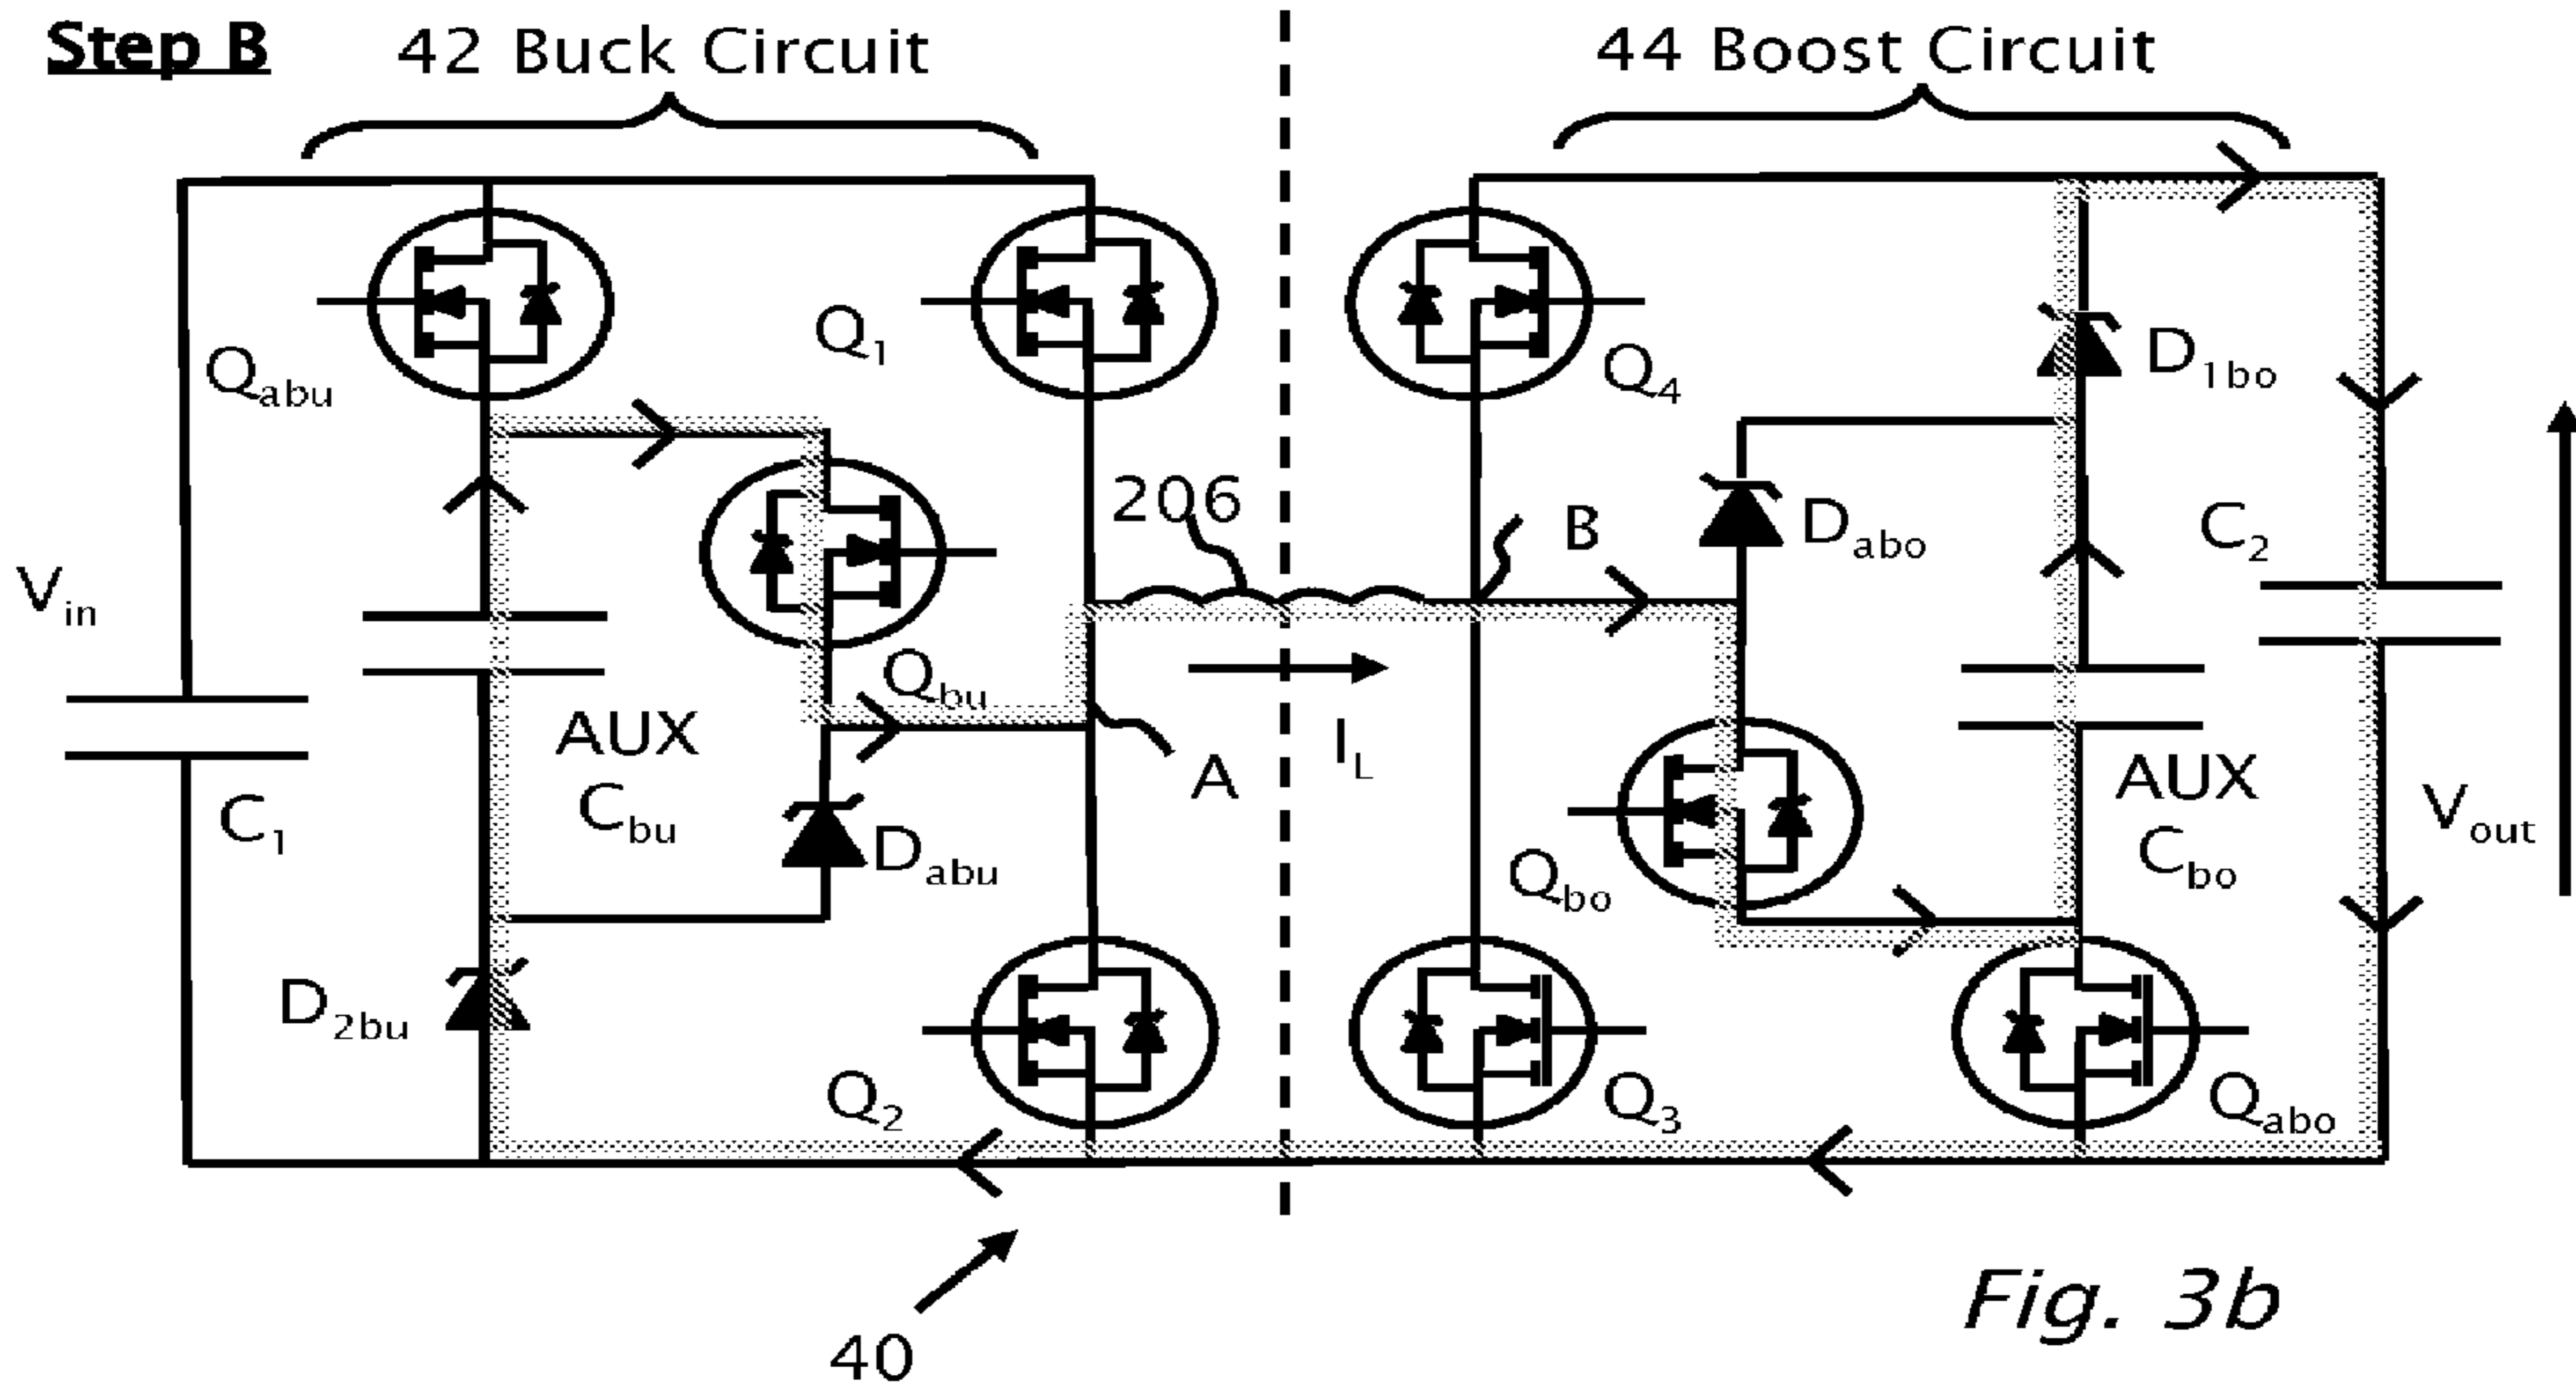 Step B
42 Buck Circuit
44 Boost Circuit
Qabu
Q1
Q4
D1bo
206
B
Dabo
C2
Vin
Qbu
AUX
Cbu
A
IL
AUX
Cbo
Vout
C1
Dabu
Qbo
D2bu
Q2
Q3
Qabo
40
Fig. 3b